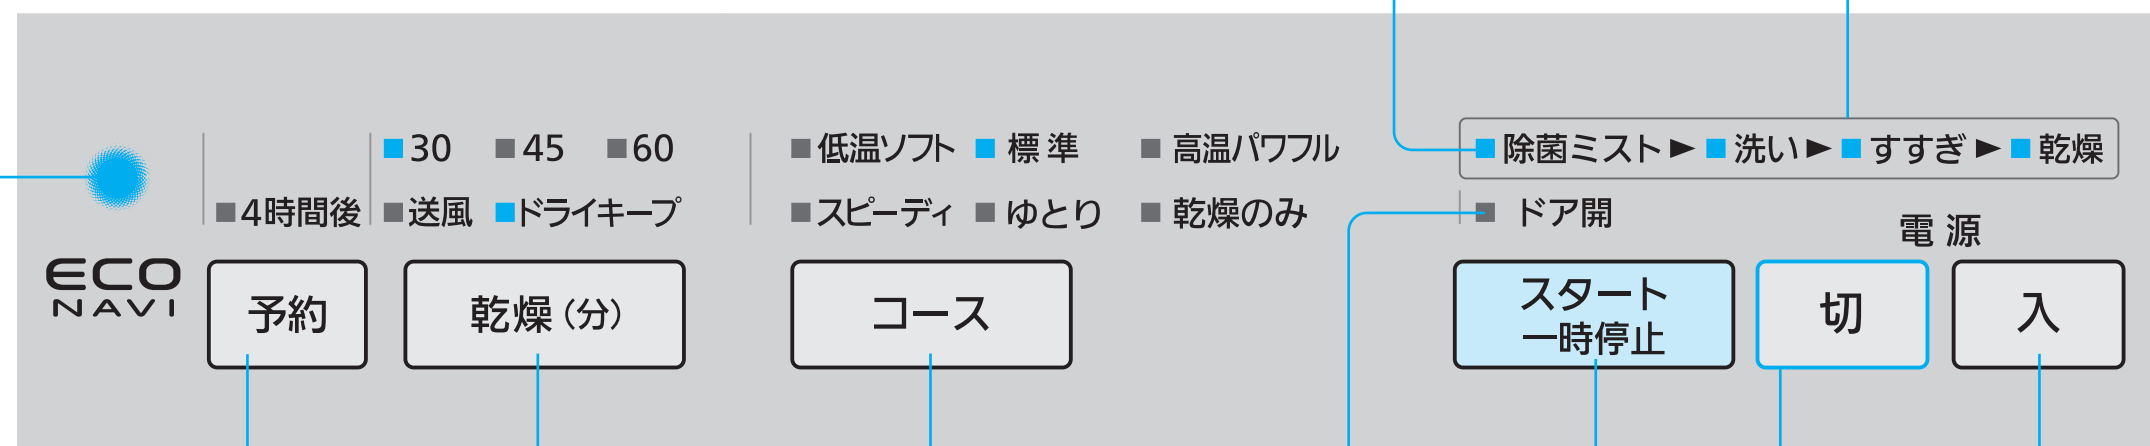 30 45 60 低温ソフト 標準 高温パワフル 除菌ミスト▶洗い▶すすぎ▶乾燥
4時間後 送風 ドライキープ スピーディ ゆとり 乾燥のみ ドア開
電源
ECO
NAVI
予約 乾燥(分) コース スタート
一時停止 切 入